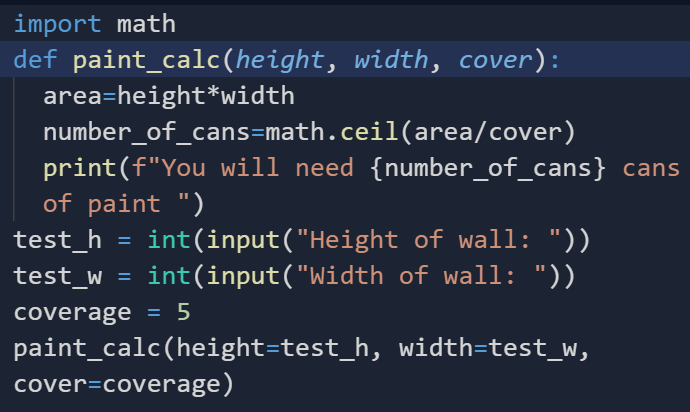 import math
def paint_calc(height, width, cover):
  area=height*width
  number_of_cans=math.ceil(area/cover)
  print(f"You will need {number_of_cans} cans
  of paint ")
test_h = int(input("Height of wall: "))
test_w = int(input("Width of wall: "))
coverage = 5
paint_calc(height=test_h, width=test_w,
cover=coverage)